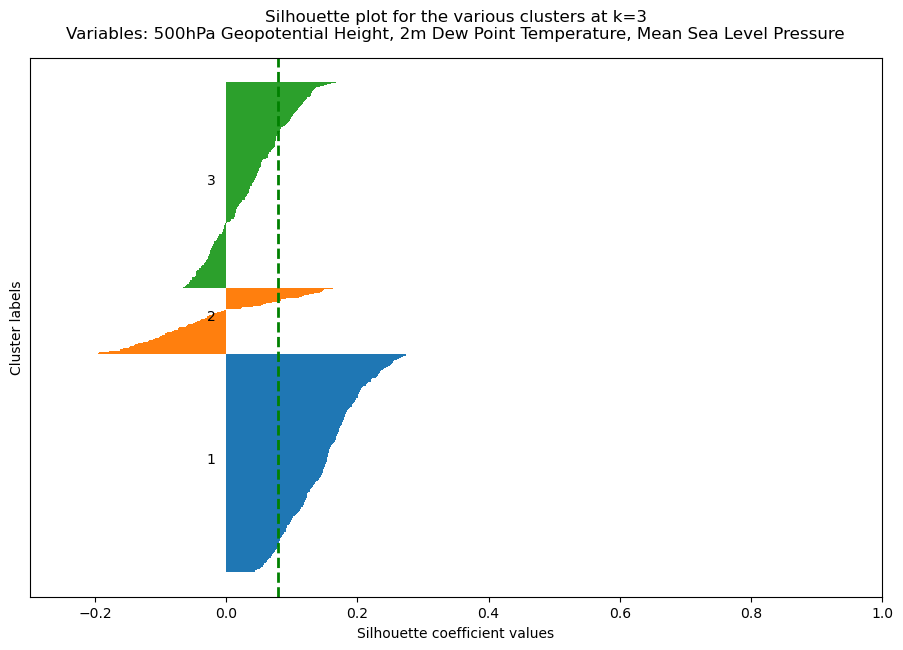 Silhouette plot for the various clusters at k=3
Variables: 500hPa Geopotential Height, 2m Dew Point Temperature, Mean Sea Level Pressure
Cluster labels
3
2
1
−0.2 0.0 0.2 0.4 0.6 0.8 1.0
Silhouette coefficient values